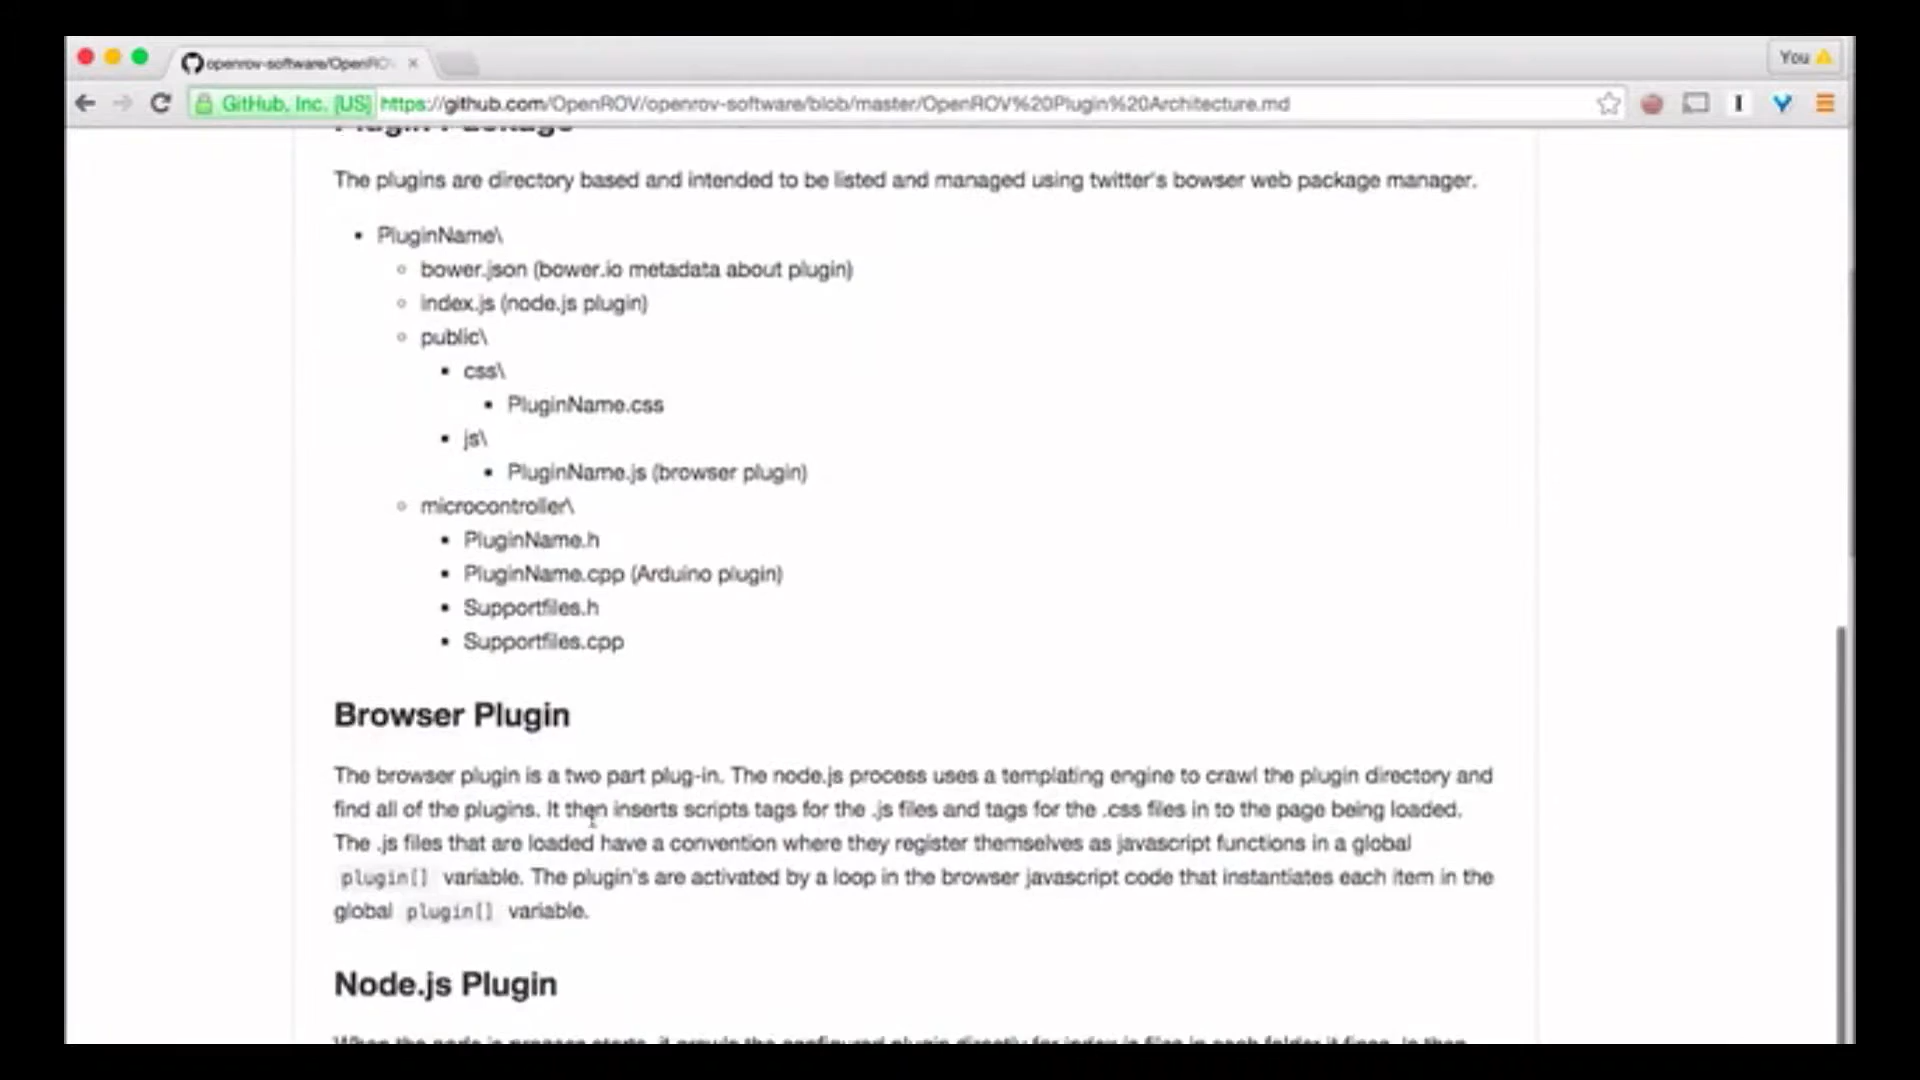 openrov-software/OpenRO
You
GitHub, Inc. [US] https://github.com/OpenROV/openrov-software/blob/master/OpenROV%20Plugin%20Architecture.md
Plugin Package
The plugins are directory based and intended to be listed and managed using twitter's bowser web package manager.
• PluginName\
◦ bower.json (bower.io metadata about plugin)
◦ index.js (node.js plugin)
◦ public\
▪ css\
▪ PluginName.css
▪ js\
▪ PluginName.js (browser plugin)
◦ microcontroller\
▪ PluginName.h
▪ PluginName.cpp (Arduino plugin)
▪ Supportfiles.h
▪ Supportfiles.cpp
Browser Plugin
The browser plugin is a two part plug-in. The node.js process uses a templating engine to crawl the plugin directory and
find all of the plugins. It then inserts scripts tags for the .js files and tags for the .css files in to the page being loaded.
The .js files that are loaded have a convention where they register themselves as javascript functions in a global
plugin[] variable. The plugin's are activated by a loop in the browser javascript code that instantiates each item in the
global plugin[] variable.
Node.js Plugin